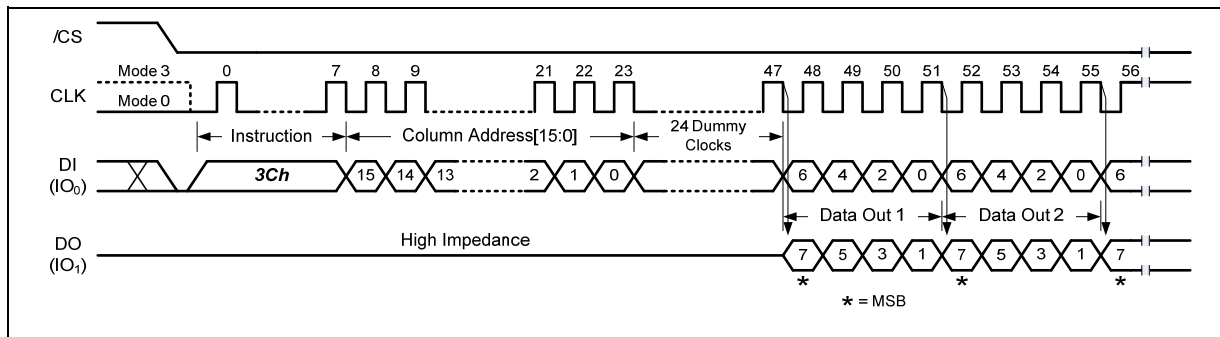 /CS
Mode 3 0 7 8 9 21 22 23 47 48 49 50 51 52 53 54 55 56
CLK
Mode 0
Instruction Column Address[15:0] 24 Dummy
Clocks
DI
(IO0) 3Ch 15 14 13 2 1 0 6 4 2 0 6 4 2 0 6
Data Out 1 Data Out 2
High Impedance
DO
(IO1) 7 5 3 1 7 5 3 1 7
* * *
* = MSB